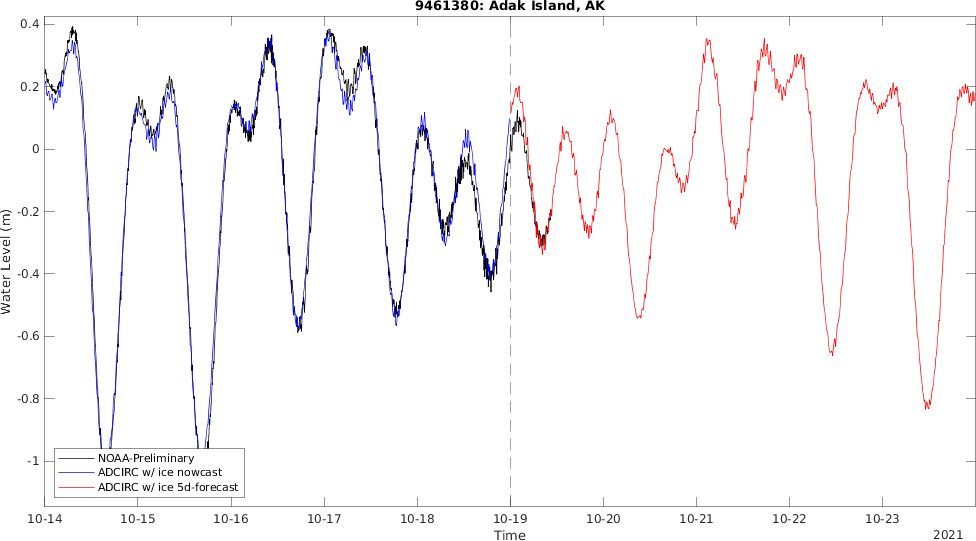 9461380: Adak Island, AK
0.4
0.2
0
-0.2
-0.4
-0.6
-0.8
-1
Water Level (m)
NOAA-Preliminary
ADCIRC w/ ice nowcast
ADCIRC w/ ice 5d-forecast
10-14 10-15 10-16 10-17 10-18 10-19 10-20 10-21 10-22 10-23
Time
2021